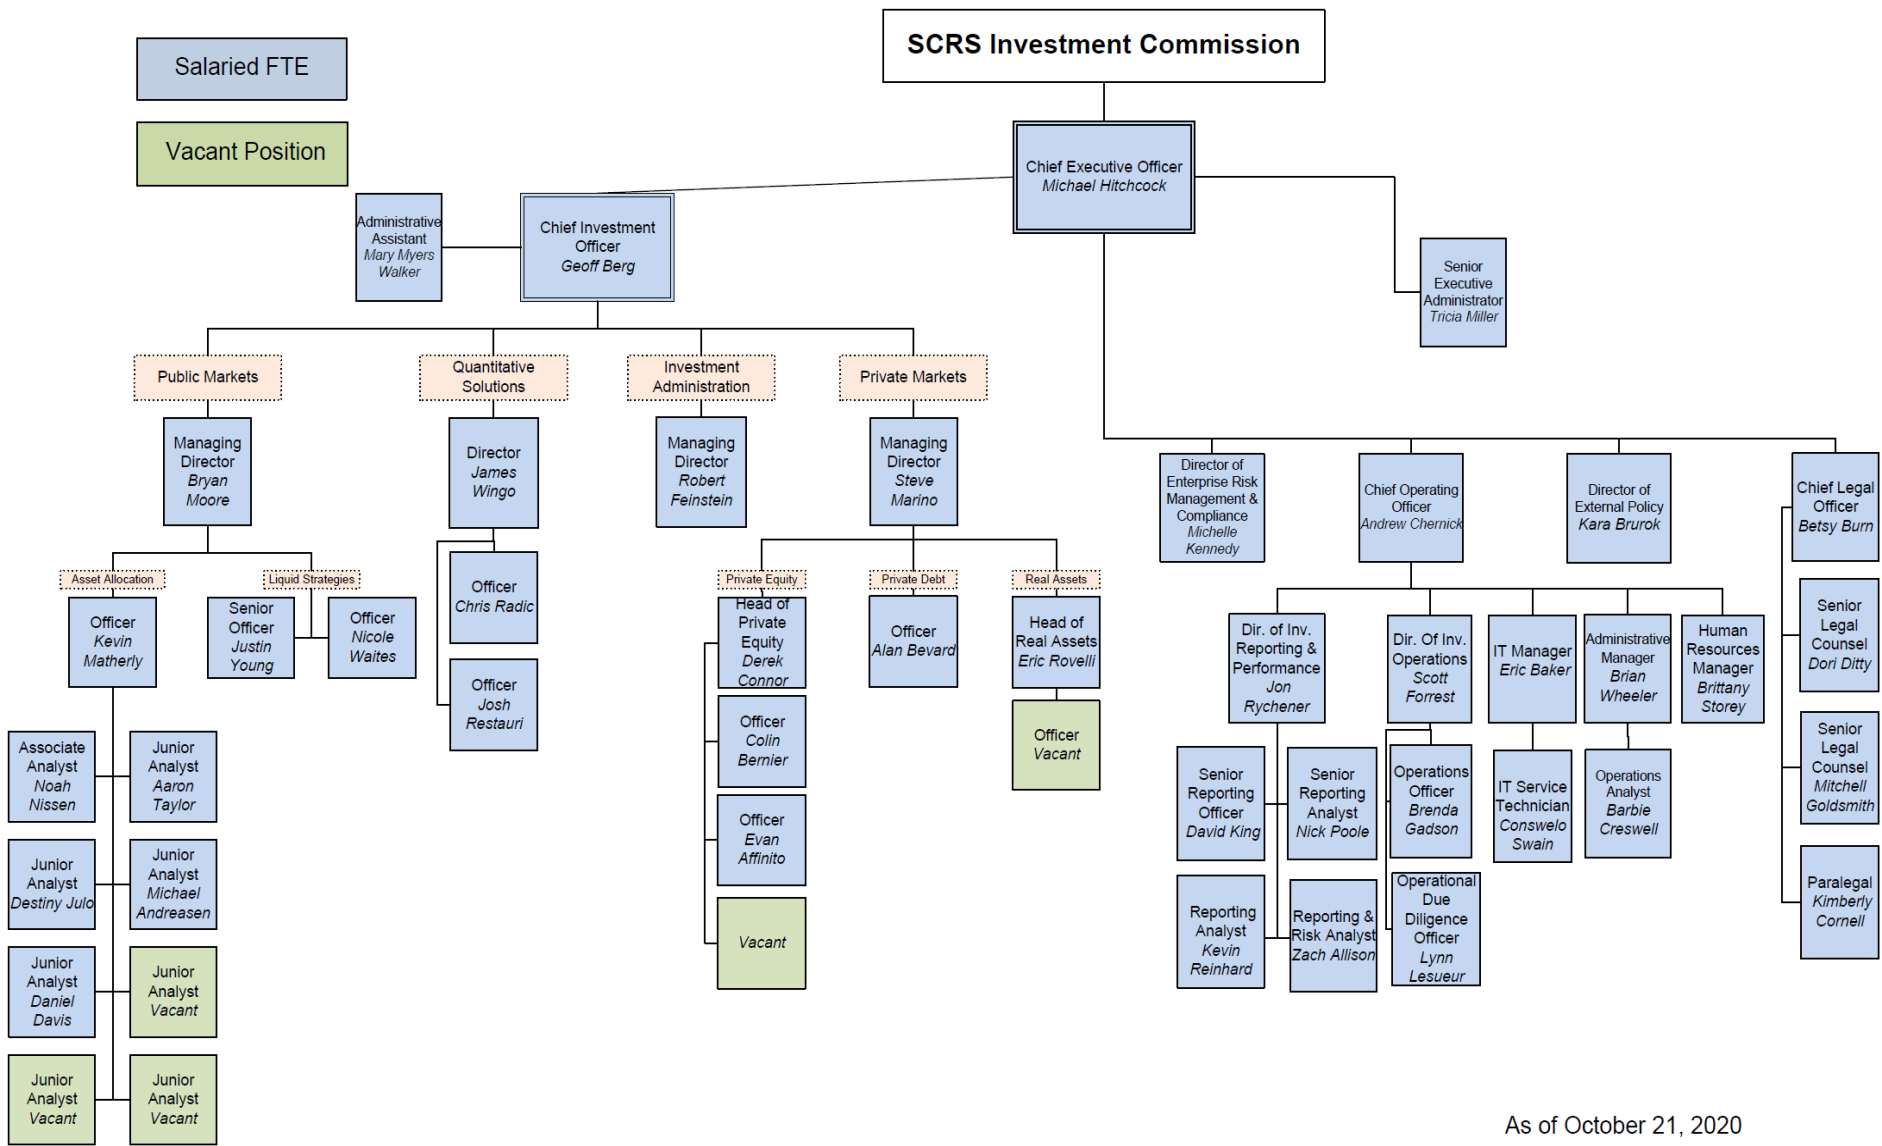 SCRS Investment Commission
Salaried FTE
Vacant Position
Chief Executive Officer
Michael Hitchcock
Administrative
Assistant
Mary Myers
Walker
Chief Investment
Officer
Geoff Berg
Senior
Executive
Administrator
Tricia Miller
Public Markets
Quantitative
Solutions
Investment
Administration
Private Markets
Managing
Director
Bryan
Moore
Director
James
Wingo
Managing
Director
Robert
Feinstein
Managing
Director
Steve
Marino
Director of
Enterprise Risk
Management &
Compliance
Michelle
Kennedy
Chief Operating
Officer
Andrew Chernick
Director of
External Policy
Kara Brurok
Chief Legal
Officer
Betsy Burn
Asset Allocation
Liquid Strategies
Officer
Kevin
Matherly
Senior
Officer
Justin
Young
Officer
Nicole
Waites
Officer
Chris Radic
Officer
Josh
Restauri
Private Equity
Private Debt
Real Assets
Head of
Private
Equity
Derek
Connor
Officer
Alan Bevard
Head of
Real Assets
Eric Rovelli
Officer
Colin
Bernier
Officer
Vacant
Officer
Evan
Affinito
Vacant
Dir. of Inv.
Reporting &
Performance
Jon
Rychener
Dir. Of Inv.
Operations
Scott
Forrest
IT Manager
Eric Baker
Administrative
Manager
Brian
Wheeler
Human
Resources
Manager
Brittany
Storey
Senior
Legal
Counsel
Dori Ditty
Senior
Legal
Counsel
Mitchell
Goldsmith
Paralegal
Kimberly
Cornell
Associate
Analyst
Noah
Nissen
Junior
Analyst
Aaron
Taylor
Junior
Analyst
Destiny Julo
Junior
Analyst
Michael
Andreasen
Junior
Analyst
Daniel
Davis
Junior
Analyst
Vacant
Junior
Analyst
Vacant
Junior
Analyst
Vacant
Senior
Reporting
Officer
David King
Senior
Reporting
Analyst
Nick Poole
Operations
Officer
Brenda
Gadson
IT Service
Technician
Conswelo
Swain
Operations
Analyst
Barbie
Creswell
Reporting
Analyst
Kevin
Reinhard
Reporting &
Risk Analyst
Zach Allison
Operational
Due
Diligence
Officer
Lynn
Lesueur
As of October 21, 2020